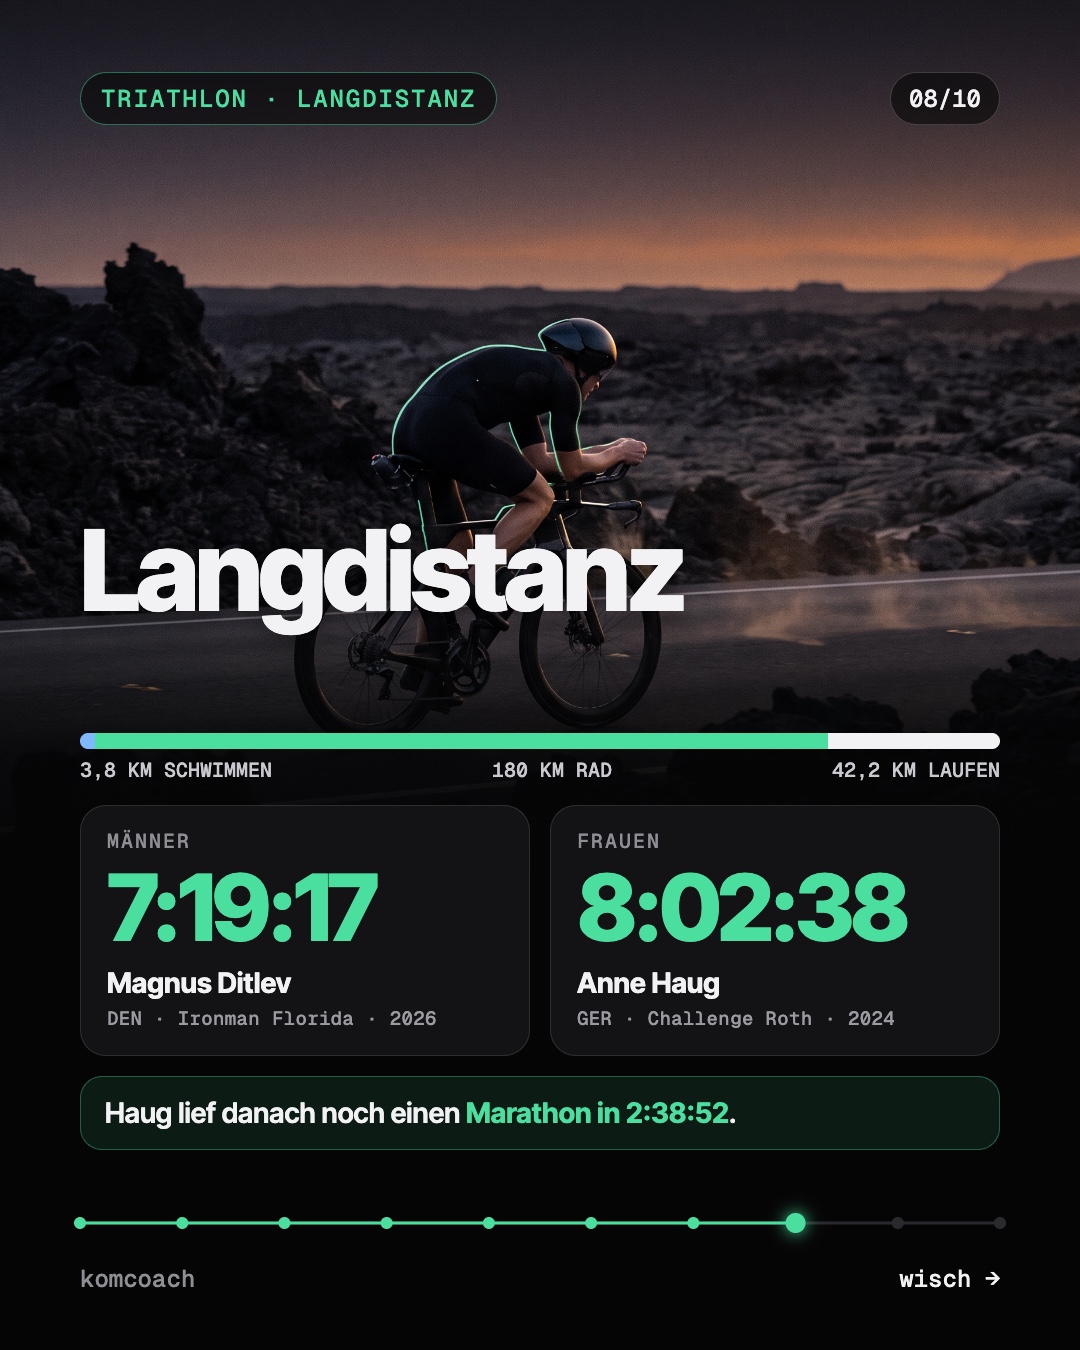 TRIATHLON · LANGDISTANZ
08/10
Langdistanz
3,8 KM SCHWIMMEN
180 KM RAD
42,2 KM LAUFEN
MÄNNER
7:19:17
Magnus Ditlev
DEN · Ironman Florida · 2026
FRAUEN
8:02:38
Anne Haug
GER · Challenge Roth · 2024
Haug lief danach noch einen Marathon in 2:38:52.
komcoach
wisch →